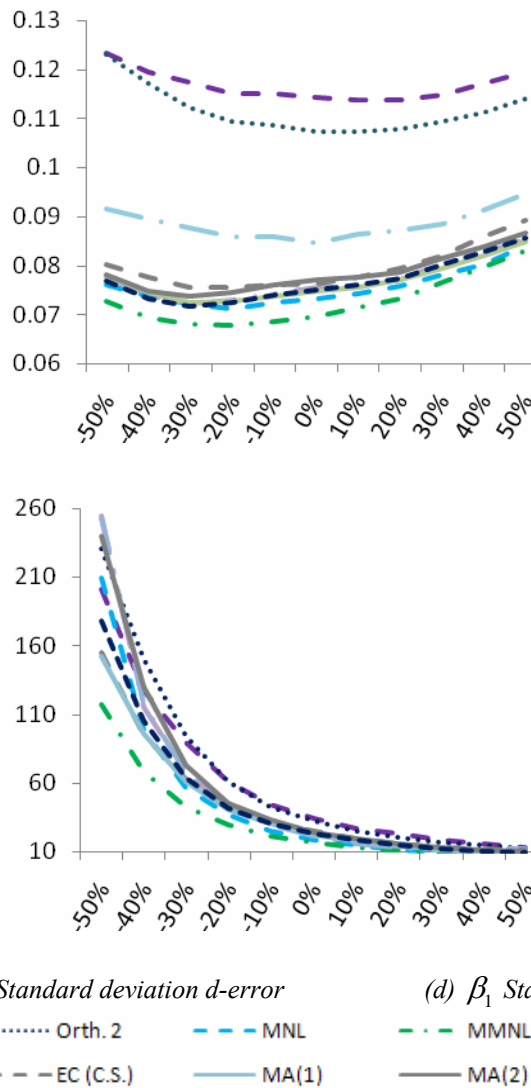 0.13
0.12
0.11
0.1
0.09
0.08
0.07
0.06
-50% -40% -30% -20% -10% 0% 10% 20% 30% 40% 50%
260
210
160
110
60
10
-50% -40% -30% -20% -10% 0% 10% 20% 30% 40% 50%
Standard deviation d-error (d) β₁ Sta
Orth. 2 MNL MMNL
EC (C.S.) MA(1) MA(2)